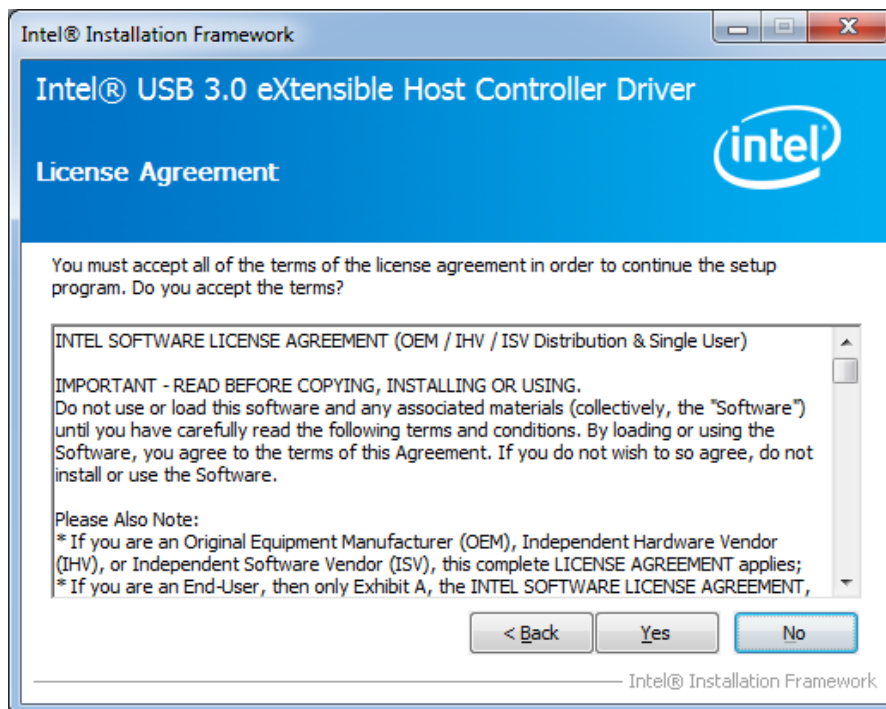 Intel® Installation Framework
Intel® USB 3.0 eXtensible Host Controller Driver
License Agreement
intel®
You must accept all of the terms of the license agreement in order to continue the setup
program. Do you accept the terms?
INTEL SOFTWARE LICENSE AGREEMENT (OEM / IHV / ISV Distribution & Single User)
IMPORTANT - READ BEFORE COPYING, INSTALLING OR USING.
Do not use or load this software and any associated materials (collectively, the "Software")
until you have carefully read the following terms and conditions. By loading or using the
Software, you agree to the terms of this Agreement. If you do not wish to so agree, do not
install or use the Software.
Please Also Note:
* If you are an Original Equipment Manufacturer (OEM), Independent Hardware Vendor
(IHV), or Independent Software Vendor (ISV), this complete LICENSE AGREEMENT applies;
* If you are an End-User, then only Exhibit A, the INTEL SOFTWARE LICENSE AGREEMENT,
< Back
Yes
No
Intel® Installation Framework